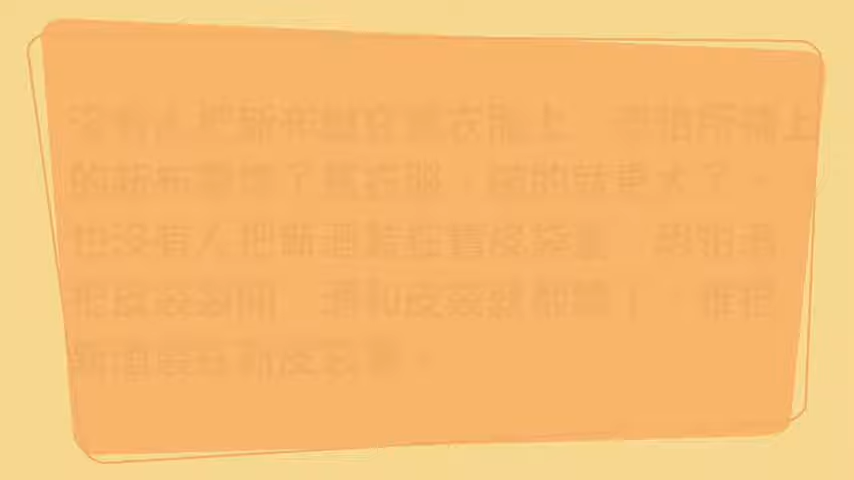 沒有人把新布縫在舊衣服上,恐怕所補上
的新布帶壞了舊衣服,破的就更大了。
也沒有人把新酒裝在舊皮袋裏,恐怕酒
把皮袋裂開,酒和皮袋就都壞了;惟把
新酒裝在新皮袋裏。